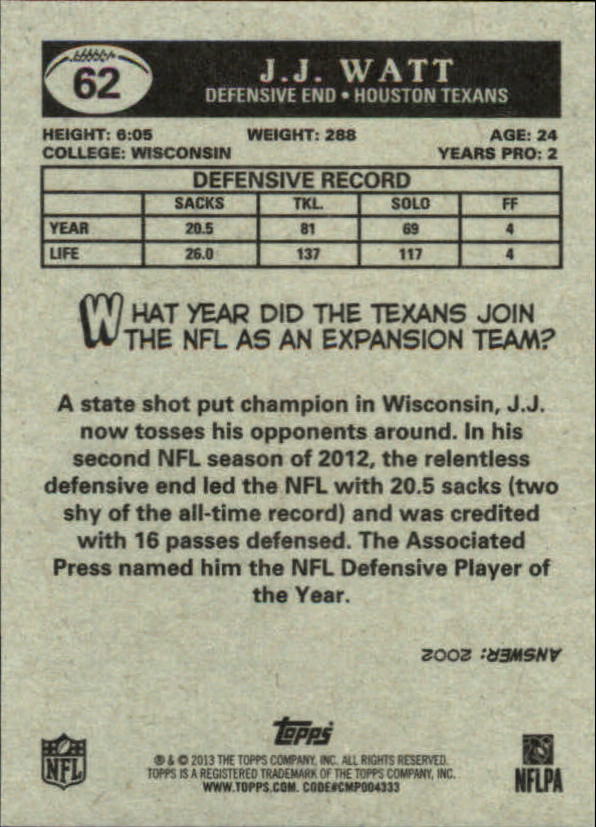 62
J.J. WATT
DEFENSIVE END • HOUSTON TEXANS
HEIGHT: 6:05 WEIGHT: 288 AGE: 24
COLLEGE: WISCONSIN YEARS PRO: 2
DEFENSIVE RECORD
SACKS TKL. SOLO FF
YEAR 20.5 81 69 4
LIFE 26.0 137 117 4
WHAT YEAR DID THE TEXANS JOIN
THE NFL AS AN EXPANSION TEAM?
A state shot put champion in Wisconsin, J.J.
now tosses his opponents around. In his
second NFL season of 2012, the relentless
defensive end led the NFL with 20.5 sacks (two
shy of the all-time record) and was credited
with 16 passes defensed. The Associated
Press named him the NFL Defensive Player of
the Year.
ANSWER: 2002
Topps
® & © 2013 THE TOPPS COMPANY, INC. ALL RIGHTS RESERVED.
TOPPS IS A REGISTERED TRADEMARK OF THE TOPPS COMPANY, INC.
WWW.TOPPS.COM. CODE#CMP004333
NFL
NFLPA